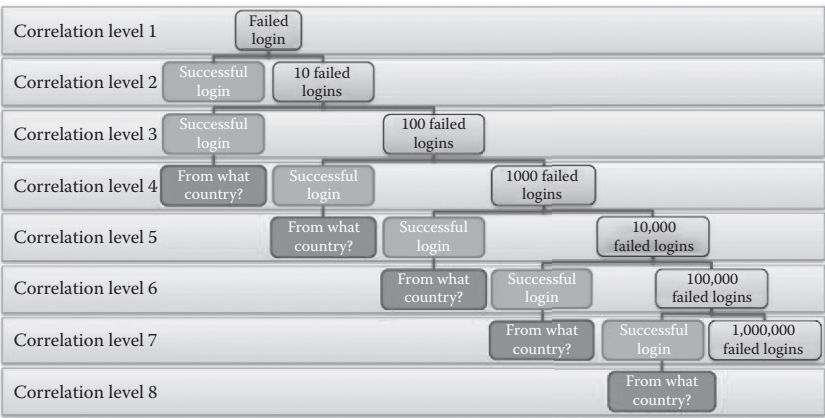 Correlation level 1
Failed
login
Correlation level 2
Successful
login
10 failed
logins
Correlation level 3
Successful
login
100 failed
logins
Correlation level 4
From what
country?
Successful
login
1000 failed
logins
Correlation level 5
From what
country?
Successful
login
10,000
failed logins
Correlation level 6
From what
country?
Successful
login
100,000
failed logins
Correlation level 7
From what
country?
Successful
login
1,000,000
failed logins
Correlation level 8
From what
country?